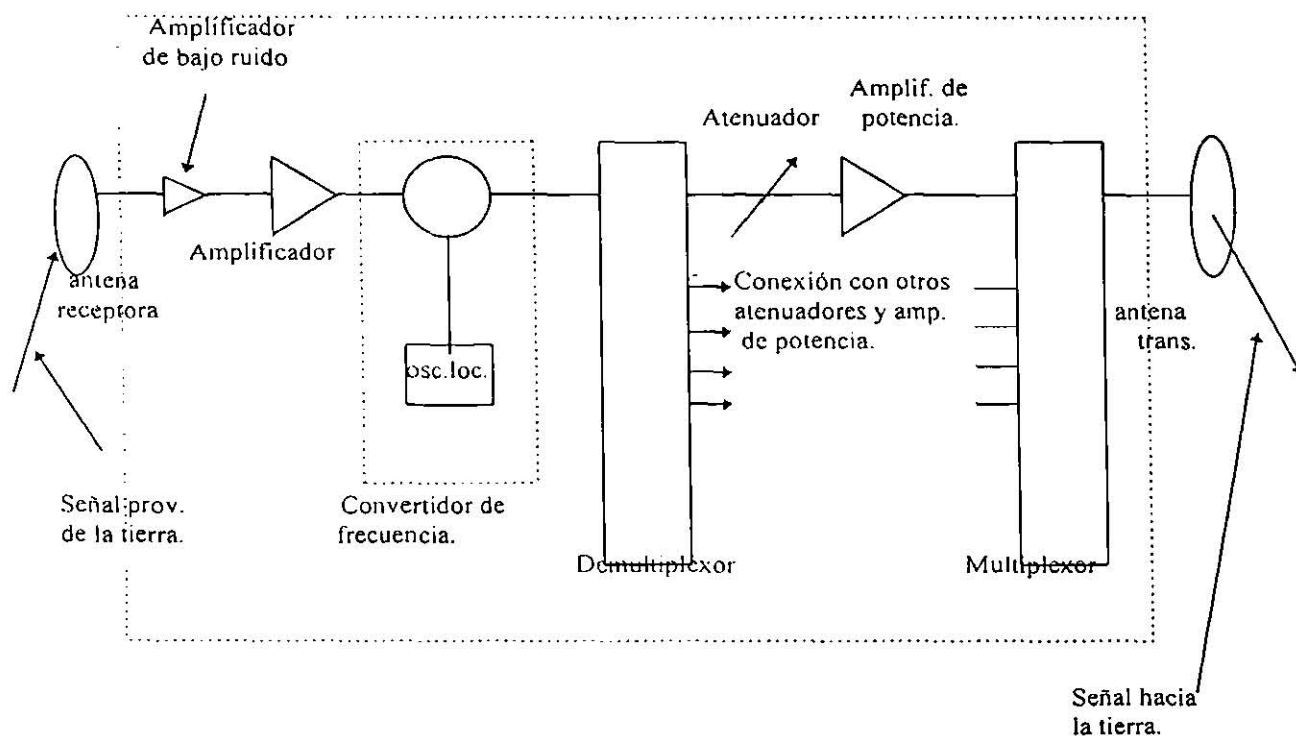 Amplificador
de bajo ruido
Amplif. de
potencia.
Atenuador
Amplificador
antena
receptora
Conexión con otros
atenuadores y amp.
de potencia.
antena
trans.
osc.loc.
Señal prov.
de la tierra.
Convertidor de
frecuencia.
Demultiplexor
Multiplexor
Señal hacia
la tierra.